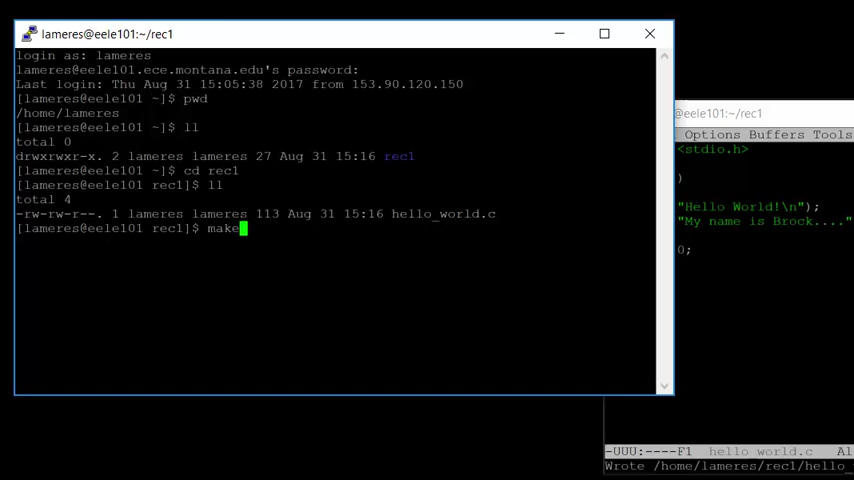 lameres@eele101:~/rec1
login as: lameres
lameres@eele101.ece.montana.edu's password:
Last login: Thu Aug 31 15:05:38 2017 from 153.90.120.150
[lameres@eele101 ~]$ pwd
/home/lameres
[lameres@eele101 ~]$ ll
total 0
drwxrwxr-x. 2 lameres lameres 27 Aug 31 15:16 rec1
[lameres@eele101 ~]$ cd rec1
[lameres@eele101 rec1]$ ll
total 4
-rw-rw-r--. 1 lameres lameres 113 Aug 31 15:16 hello_world.c
[lameres@eele101 rec1]$ make
@eele101:~/rec1
Options Buffers Tools
<stdio.h>
)
"Hello World!\n");
"My name is Brock...."
0;
-UUU:----F1 hello_world.c Al
Wrote /home/lameres/rec1/hello_